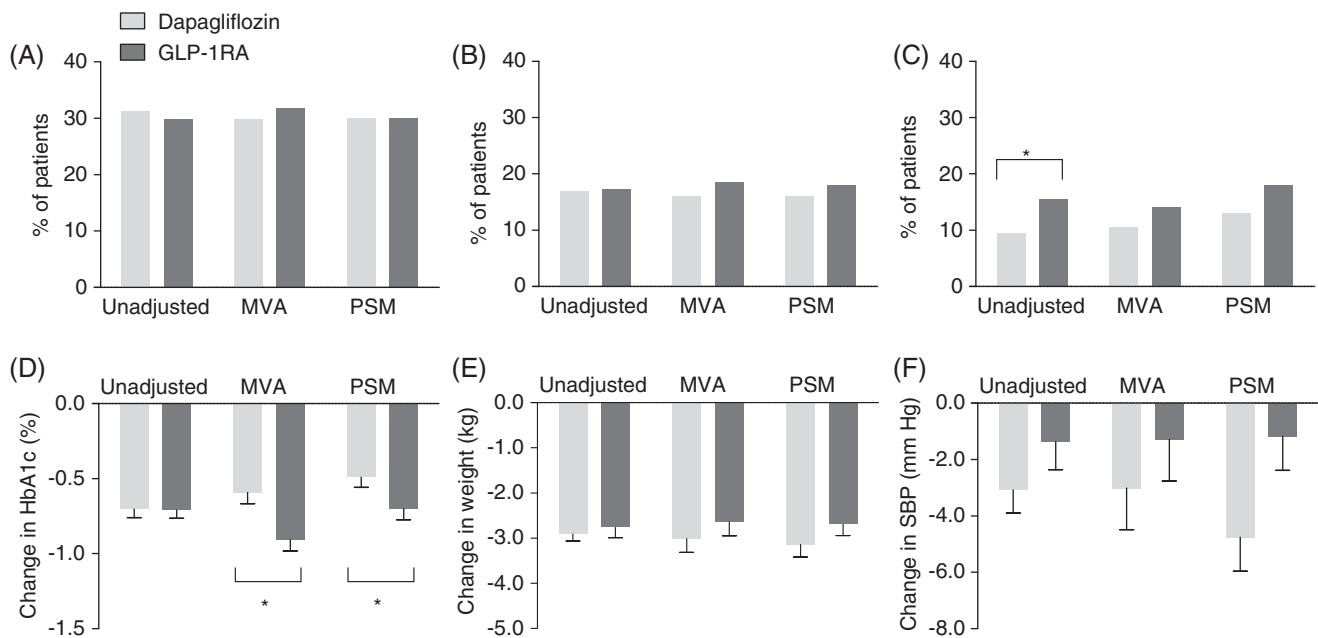 Dapagliflozin
GLP-1RA
(A)
40
30
20
10
0
% of patients
Unadjusted MVA PSM
(B)
40
30
20
10
0
% of patients
Unadjusted MVA PSM
(C)
40
30
20
10
0
% of patients
*
Unadjusted MVA PSM
(D)
Unadjusted MVA PSM
0.0
-0.5
-1.0
-1.5
Change in HbA1c (%)
* *
(E)
Unadjusted MVA PSM
0.0
-1.0
-2.0
-3.0
-4.0
-5.0
Change in weight (kg)
(F)
Unadjusted MVA PSM
0.0
-2.0
-4.0
-6.0
-8.0
Change in SBP (mm Hg)